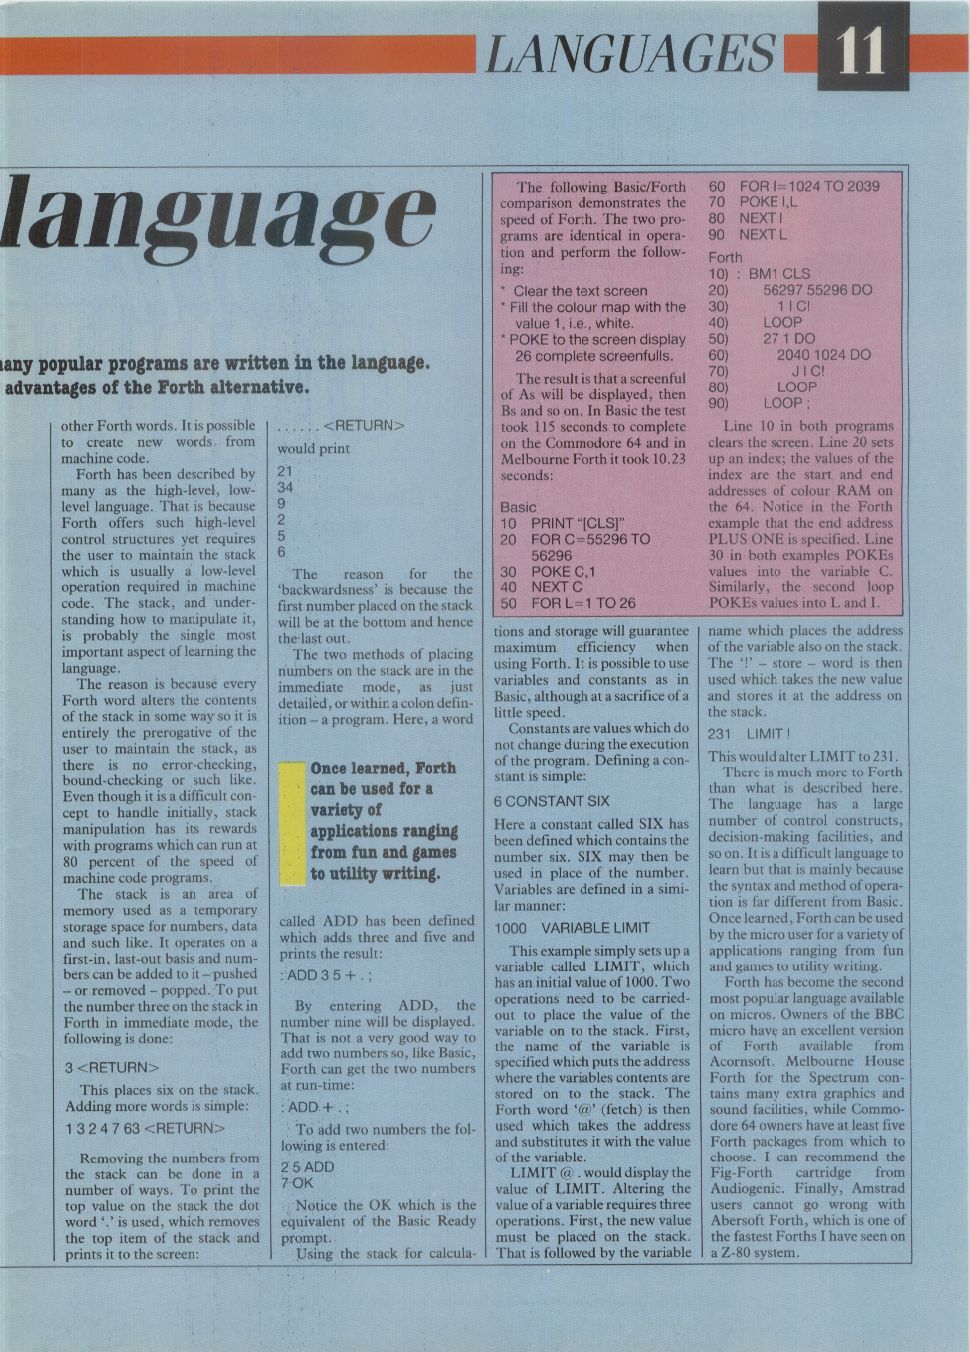 LANGUAGES
11
language
many popular programs are written in the language.
advantages of the Forth alternative.
other Forth words. It is possible
to create new words from
machine code.
Forth has been described by
many as the high-level, low-
level language. That is because
Forth offers such high-level
control structures yet requires
the user to maintain the stack
which is usually a low-level
operation required in machine
code. The stack, and under-
standing how to manipulate it,
is probably the single most
important aspect of learning the
language.
The reason is because every
Forth word alters the contents
of the stack in some way so it is
entirely the prerogative of the
user to maintain the stack, as
there is no error-checking,
bound-checking or such like.
Even though it is a difficult con-
cept to handle initially, stack
manipulation has its rewards
with programs which can run at
80 percent of the speed of
machine code programs.
The stack is an area of
memory used as a temporary
storage space for numbers, data
and such like. It operates on a
first-in, last-out basis and num-
bers can be added to it – pushed
– or removed – popped. To put
the number three on the stack in
Forth in immediate mode, the
following is done:
3 <RETURN>
This places six on the stack.
Adding more words is simple:
1 3 2 4 7 63 <RETURN>
Removing the numbers from
the stack can be done in a
number of ways. To print the
top value on the stack the dot
word '.' is used, which removes
the top item of the stack and
prints it to the screen:
. . . . . . <RETURN>
would print
21
34
9
2
5
6
The reason for the
'backwardsness' is because the
first number placed on the stack
will be at the bottom and hence
the last out.
The two methods of placing
numbers on the stack are in the
immediate mode, as just
detailed, or within a colon defin-
ition – a program. Here, a word
Once learned, Forth
can be used for a
variety of
applications ranging
from fun and games
to utility writing.
called ADD has been defined
which adds three and five and
prints the result:
: ADD 3 5 + . ;
By entering ADD, the
number nine will be displayed.
That is not a very good way to
add two numbers so, like Basic,
Forth can get the two numbers
at run-time:
: ADD + . ;
To add two numbers the fol-
lowing is entered:
2 5 ADD
7 OK
Notice the OK which is the
equivalent of the Basic Ready
prompt.
Using the stack for calcula-
The following Basic/Forth
comparison demonstrates the
speed of Forth. The two pro-
grams are identical in opera-
tion and perform the follow-
ing:
* Clear the text screen
* Fill the colour map with the
value 1, i.e., white.
* POKE to the screen display
26 complete screenfulls.
The result is that a screenful
of As will be displayed, then
Bs and so on. In Basic the test
took 115 seconds to complete
on the Commodore 64 and in
Melbourne Forth it took 10.23
seconds:
Basic
10 PRINT "[CLS]"
20 FOR C=55296 TO
56296
30 POKE C,1
40 NEXT C
50 FOR L=1 TO 26
60 FOR I=1024 TO 2039
70 POKE I,L
80 NEXT I
90 NEXT L
Forth
10) : BM1 CLS
20) 56297 55296 DO
30) 1 I C!
40) LOOP
50) 27 1 DO
60) 2040 1024 DO
70) J I C!
80) LOOP
90) LOOP ;
Line 10 in both programs
clears the screen. Line 20 sets
up an index; the values of the
index are the start and end
addresses of colour RAM on
the 64. Notice in the Forth
example that the end address
PLUS ONE is specified. Line
30 in both examples POKEs
values into the variable C.
Similarly, the second loop
POKEs values into L and I.
tions and storage will guarantee
maximum efficiency when
using Forth. It is possible to use
variables and constants as in
Basic, although at a sacrifice of a
little speed.
Constants are values which do
not change during the execution
of the program. Defining a con-
stant is simple:
6 CONSTANT SIX
Here a constant called SIX has
been defined which contains the
number six. SIX may then be
used in place of the number.
Variables are defined in a simi-
lar manner:
1000 VARIABLE LIMIT
This example simply sets up a
variable called LIMIT, which
has an initial value of 1000. Two
operations need to be carried-
out to place the value of the
variable on to the stack. First,
the name of the variable is
specified which puts the address
where the variables contents are
stored on to the stack. The
Forth word '@' (fetch) is then
used which takes the address
and substitutes it with the value
of the variable.
LIMIT @ . would display the
value of LIMIT. Altering the
value of a variable requires three
operations. First, the new value
must be placed on the stack.
That is followed by the variable
name which places the address
of the variable also on the stack.
The '!' – store – word is then
used which takes the new value
and stores it at the address on
the stack.
231 LIMIT !
This would alter LIMIT to 231.
There is much more to Forth
than what is described here.
The language has a large
number of control constructs,
decision-making facilities, and
so on. It is a difficult language to
learn but that is mainly because
the syntax and method of opera-
tion is far different from Basic.
Once learned, Forth can be used
by the micro user for a variety of
applications ranging from fun
and games to utility writing.
Forth has become the second
most popular language available
on micros. Owners of the BBC
micro have an excellent version
of Forth available from
Acornsoft. Melbourne House
Forth for the Spectrum con-
tains many extra graphics and
sound facilities, while Commo-
dore 64 owners have at least five
Forth packages from which to
choose. I can recommend the
Fig-Forth cartridge from
Audiogenic. Finally, Amstrad
users cannot go wrong with
Abersoft Forth, which is one of
the fastest Forths I have seen on
a Z-80 system.